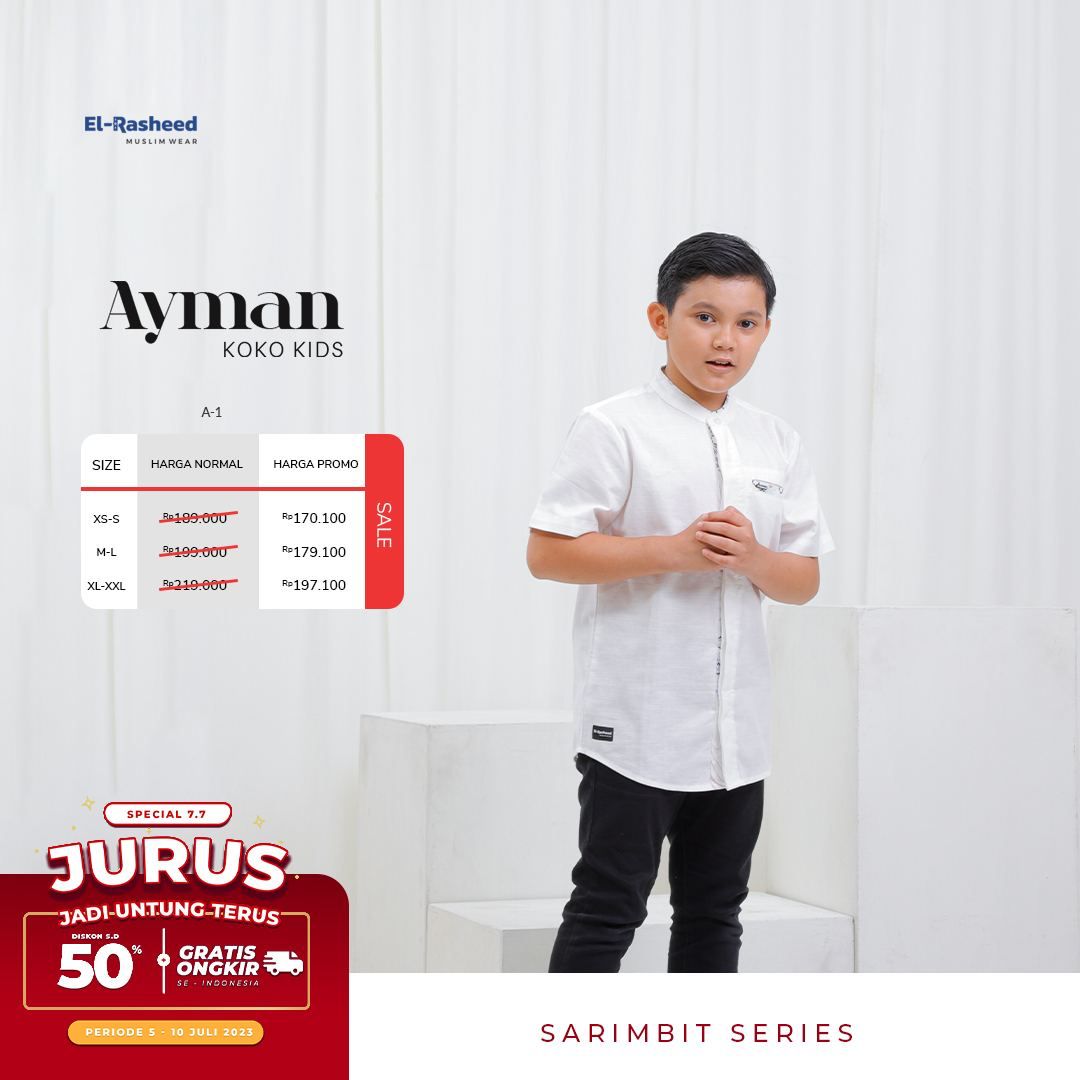 El-Rasheed
MUSLIM WEAR
Ayman
KOKO KIDS
A-1
SIZE HARGA NORMAL HARGA PROMO
XS-S Rp189.000 Rp170.100
M-L Rp199.000 Rp179.100
XL-XXL Rp219.000 Rp197.100
SALE
El-Rasheed
SPECIAL 7.7
JURUS
JADI UNTUNG TERUS
DISKON S.D
50%
GRATIS
ONGKIR
SE - INDONESIA
PERIODE 5 - 10 JULI 2023
SARIMBIT SERIES